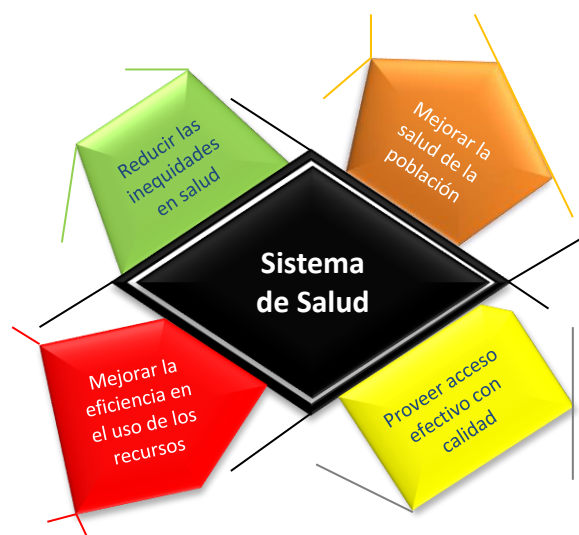 Reducir las
inequidades
en salud
Mejorar la
salud de la
población
Sistema
de Salud
Mejorar la
eficiencia en
el uso de los
recursos
Proveer acceso
efectivo con
calidad